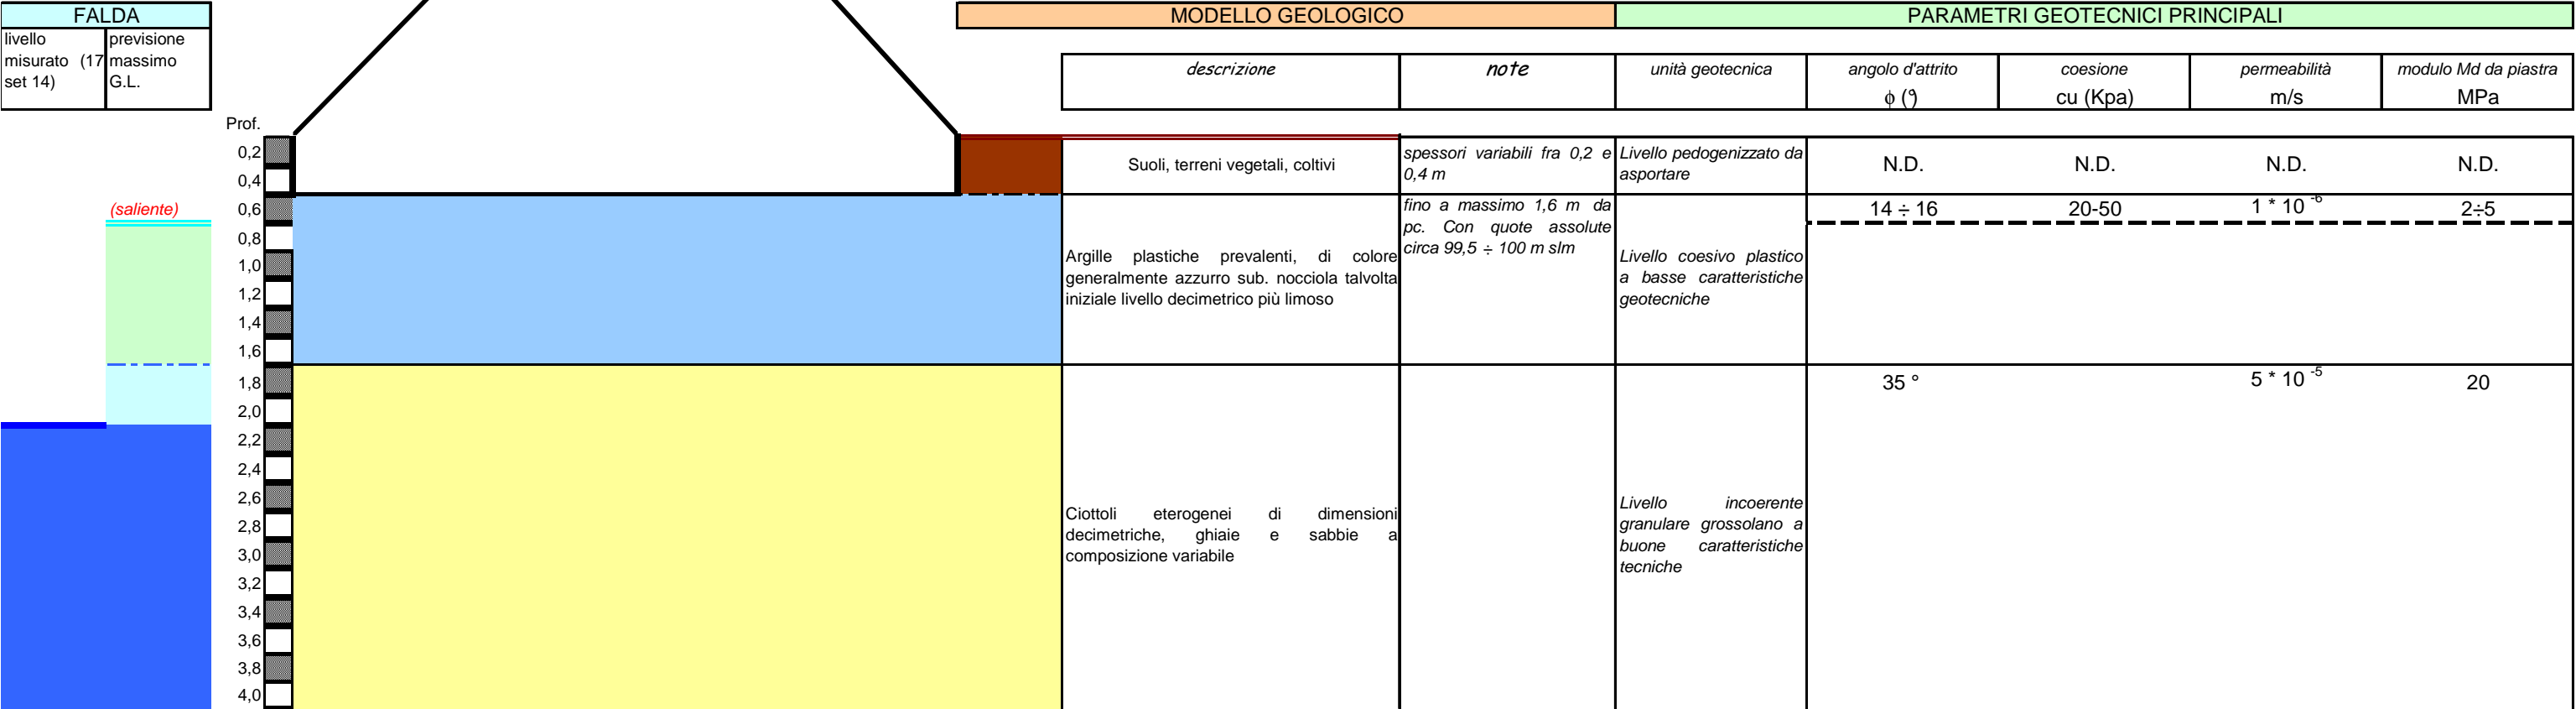 FALDA
MODELLO GEOLOGICO
PARAMETRI GEOTECNICI PRINCIPALI
livello
misurato (17
set 14)
previsione
massimo
G.L.
descrizione
note
unità geotecnica
angolo d'attrito
ϕ (°)
coesione
cu (Kpa)
permeabilità
m/s
modulo Md da piastra
MPa
Prof.
0,2
0,4
0,6
0,8
1,0
1,2
1,4
1,6
1,8
2,0
2,2
2,4
2,6
2,8
3,0
3,2
3,4
3,6
3,8
4,0
(saliente)
Suoli, terreni vegetali, coltivi
spessori variabili fra 0,2 e
0,4 m
Livello pedogenizzato da
asportare
N.D.
N.D.
N.D.
N.D.
Argille plastiche prevalenti, di colore
generalmente azzurro sub. nocciola talvolta
iniziale livello decimetrico più limoso
fino a massimo 1,6 m da
pc. Con quote assolute
circa 99,5 ÷ 100 m slm
Livello coesivo plastico
a basse caratteristiche
geotecniche
14 ÷ 16
20-50
1 * 10 -6
2÷5
Ciottoli eterogenei di dimensioni
decimetriche, ghiaie e sabbie a
composizione variabile
Livello incoerente
granulare grossolano a
buone caratteristiche
tecniche
35 °
5 * 10 -5
20